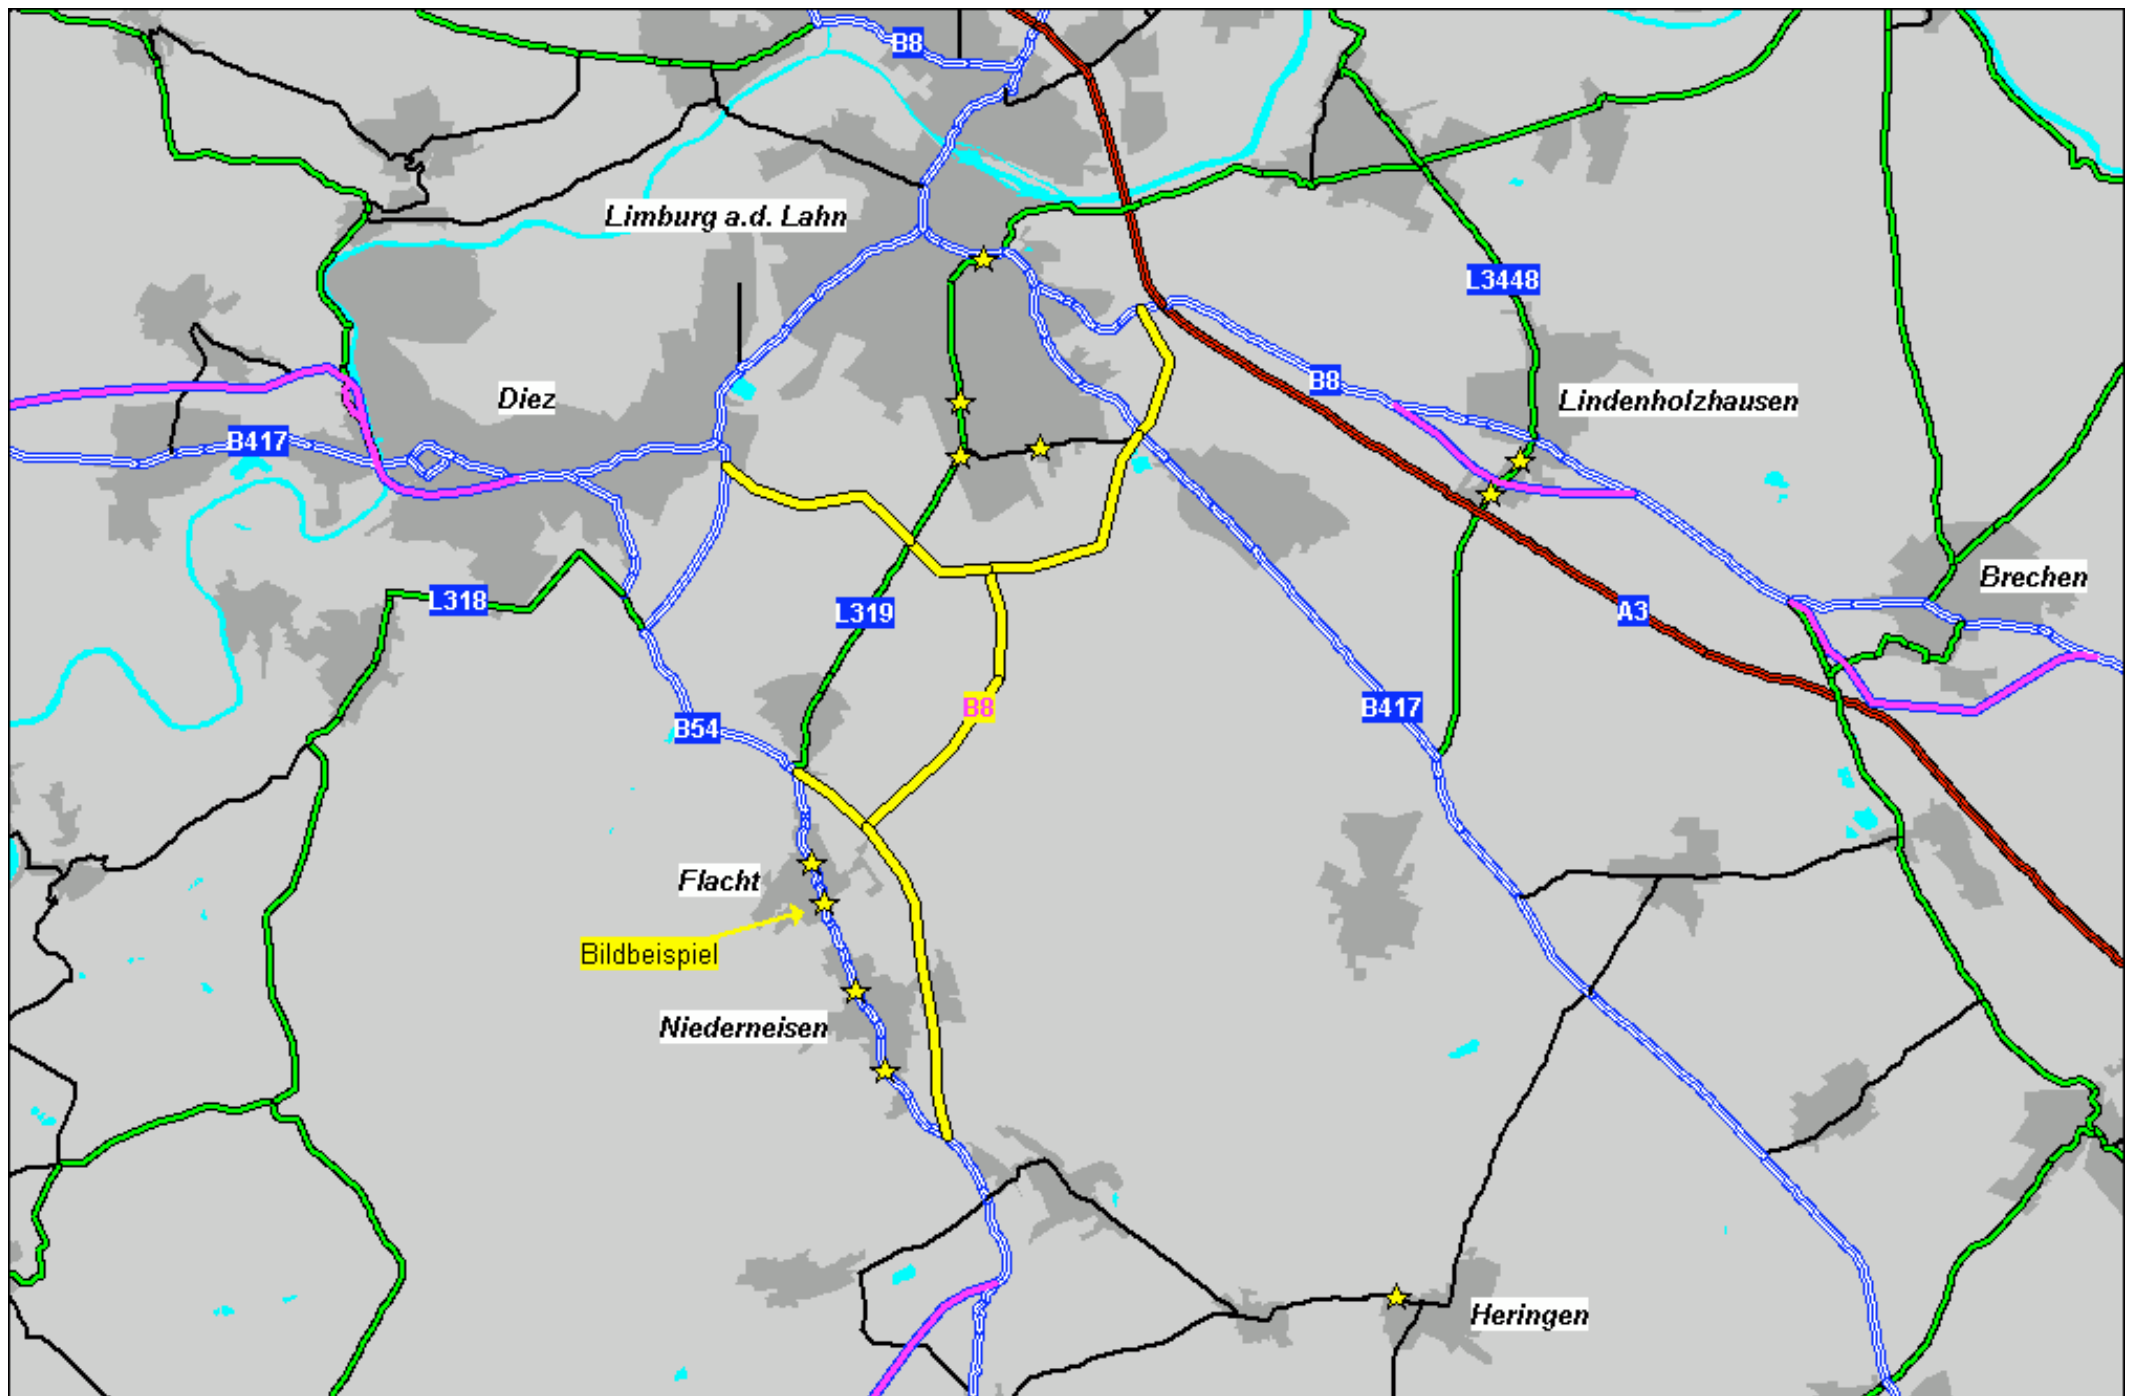 B8
Limburg a.d. Lahn
L3448
B8
Diez
Lindenholzhausen
B417
Brechen
L318
L319
A3
B8
B417
B54
Flacht
Bildbeispiel
Niederneisen
Heringen